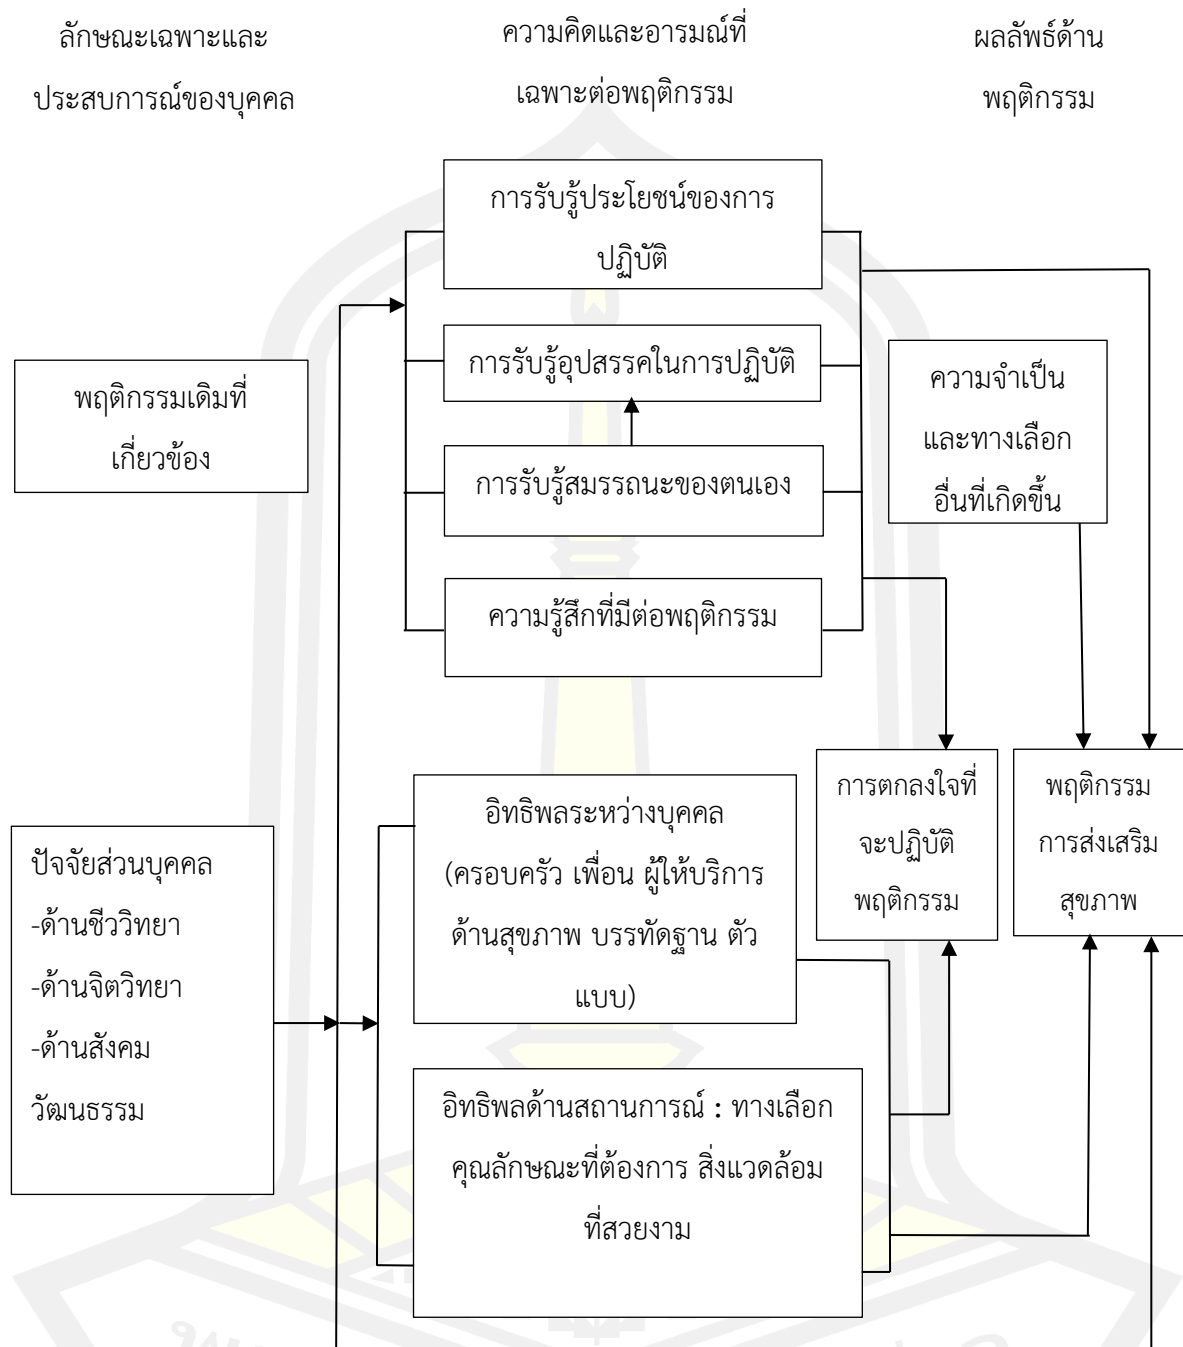 ลักษณะเฉพาะและ
ประสบการณ์ของบุคคล
ความคิดและอารมณ์ที่
เฉพาะต่อพฤติกรรม
ผลลัพธ์ด้าน
พฤติกรรม
การรับรู้ประโยชน์ของการ
ปฏิบัติ
การรับรู้อุปสรรคในการปฏิบัติ
พฤติกรรมเดิมที่
เกี่ยวข้อง
การรับรู้สมรรถนะของตนเอง
ความรู้สึกที่มีต่อพฤติกรรม
ความจำเป็น
และทางเลือก
อื่นที่เกิดขึ้น
ปัจจัยส่วนบุคคล
-ด้านชีววิทยา
-ด้านจิตวิทยา
-ด้านสังคม
วัฒนธรรม
อิทธิพลระหว่างบุคคล
(ครอบครัว เพื่อน ผู้ให้บริการ
ด้านสุขภาพ บรรทัดฐาน ตัว
แบบ)
อิทธิพลด้านสถานการณ์ : ทางเลือก
คุณลักษณะที่ต้องการ สิ่งแวดล้อม
ที่สวยงาม
การตกลงใจที่
จะปฏิบัติ
พฤติกรรม
พฤติกรรม
การส่งเสริม
สุขภาพ